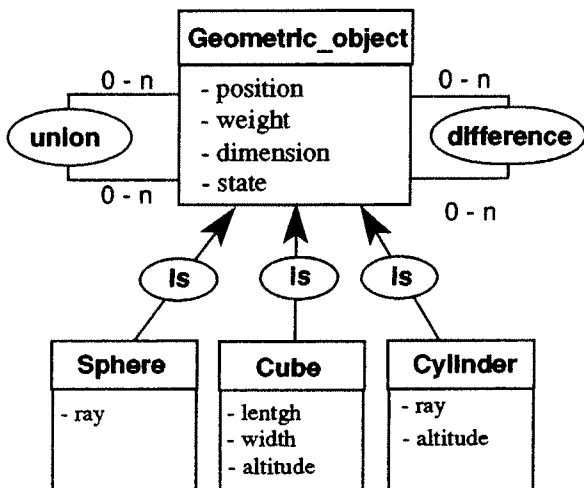 Geometric_object
0 - n
0 - n
- position
- weight
- dimension
- state
union
difference
0 - n
0 - n
Is
Is
Is
Sphere
Cube
Cylinder
- ray
- lentgh
- width
- altitude
- ray
- altitude